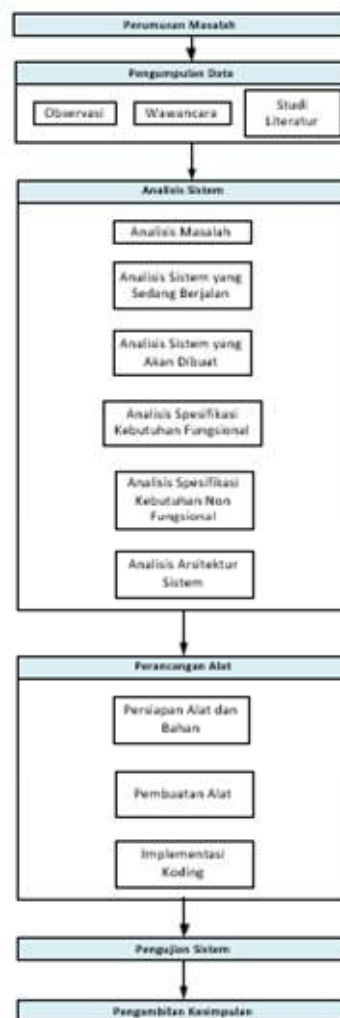 Perumusan Masalah
Pengumpulan Data
Observasi
Wawancara
Studi
Literatur
Analisis Sistem
Analisis Masalah
Analisis Sistem yang
Sedang Berjalan
Analisis Sistem yang
Akan Dibuat
Analisis Spesifikasi
Kebutuhan Fungsional
Analisis Spesifikasi
Kebutuhan Non
Fungsional
Analisis Arsitektur
Sistem
Perancangan Alat
Persiapan Alat dan
Bahan
Pembuatan Alat
Implementasi
Koding
Pengujian Sistem
Pengambilan Kesimpulan